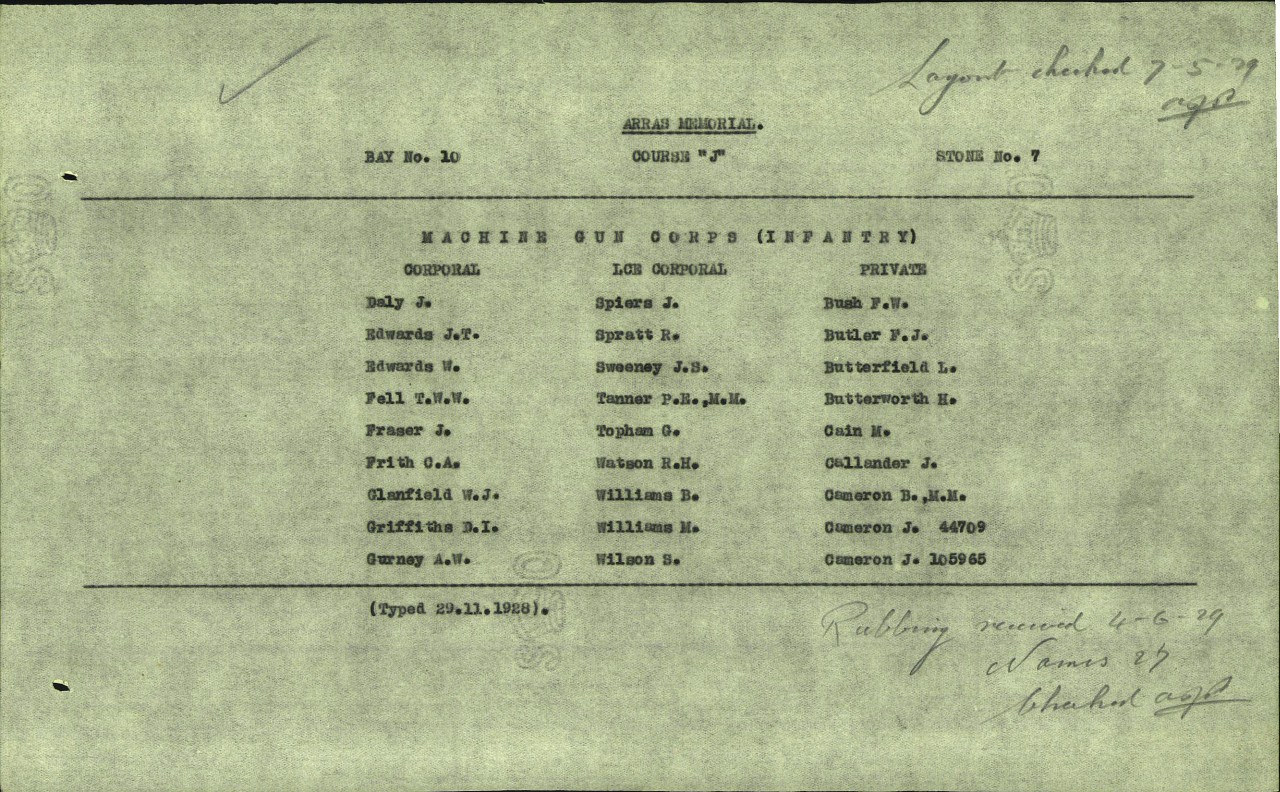 Layout checked 7-5-29
ARRAS MEMORIAL.
BAY No. 10 COURSE "J" STONE No. 7
MACHINE GUN CORPS (INFANTRY)
CORPORAL LCE CORPORAL PRIVATE
Daly J. Spiers J. Bush F.W.
Edwards J.T. Spratt R. Butler F.J.
Edwards W. Sweeney J.S. Butterfield L.
Fell T.W.W. Tanner P.E.,M.M. Butterworth H.
Fraser J. Topham G. Cain M.
Frith C.A. Watson R.H. Callander J.
Glanfield W.J. Williams B. Cameron B.,M.M.
Griffiths D.I. Williams M. Cameron J. 44709
Gurney A.W. Wilson S. Cameron J. 105965
(Typed 29.11.1928).
Rubbing received 4-6-29
Names 27
Checked